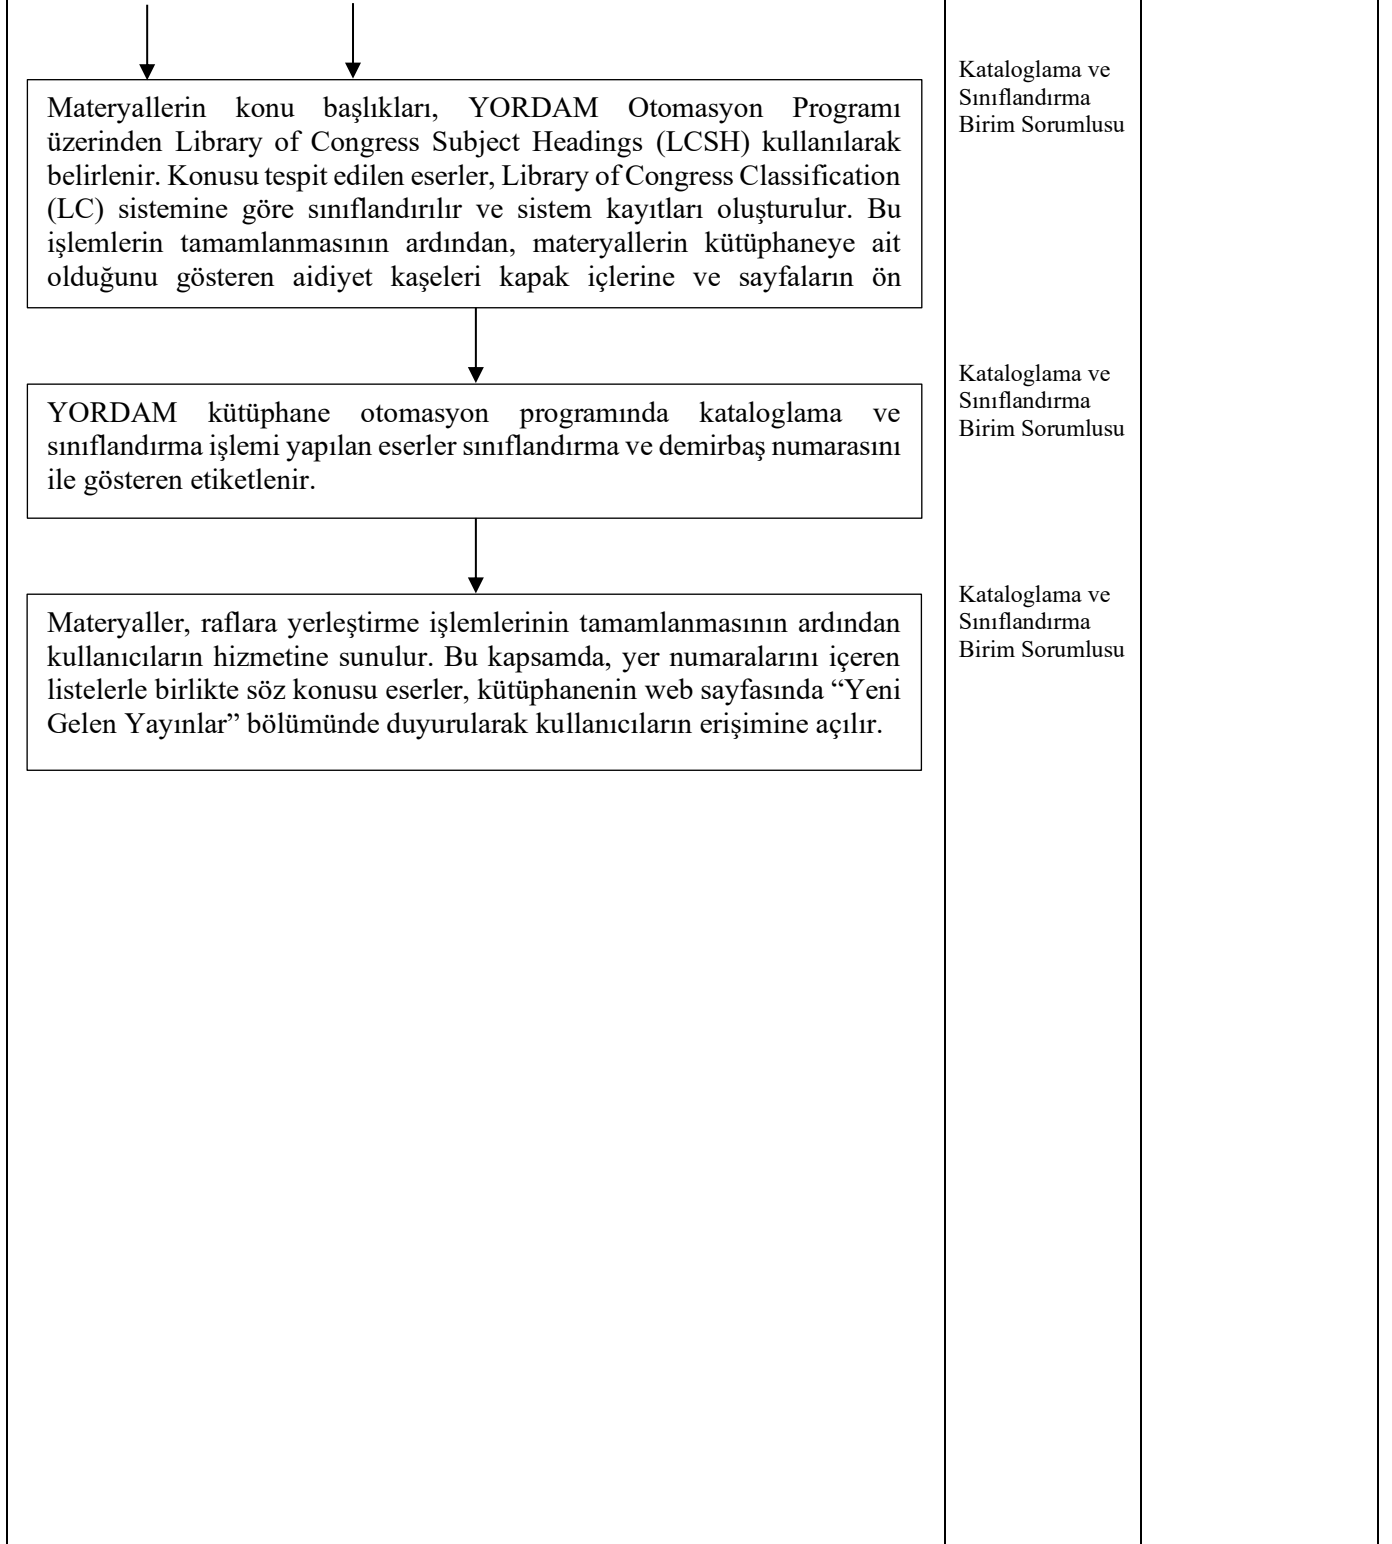 Materyallerin konu başlıkları, YORDAM Otomasyon Programı
üzerinden Library of Congress Subject Headings (LCSH) kullanılarak
belirlenir. Konusu tespit edilen eserler, Library of Congress Classification
(LC) sistemine göre sınıflandırılır ve sistem kayıtları oluşturulur. Bu
işlemlerin tamamlanmasının ardından, materyallerin kütüphaneye ait
olduğunu gösteren aidiyet kaşeleri kapak içlerine ve sayfaların ön
Kataloglama ve
Sınıflandırma
Birim Sorumlusu
YORDAM kütüphane otomasyon programında kataloglama ve
sınıflandırma işlemi yapılan eserler sınıflandırma ve demirbaş numarasını
ile gösteren etiketlenir.
Kataloglama ve
Sınıflandırma
Birim Sorumlusu
Materyaller, raflara yerleştirme işlemlerinin tamamlanmasının ardından
kullanıcıların hizmetine sunulur. Bu kapsamda, yer numaralarını içeren
listelerle birlikte söz konusu eserler, kütüphanenin web sayfasında “Yeni
Gelen Yayınlar” bölümünde duyurularak kullanıcıların erişimine açılır.
Kataloglama ve
Sınıflandırma
Birim Sorumlusu